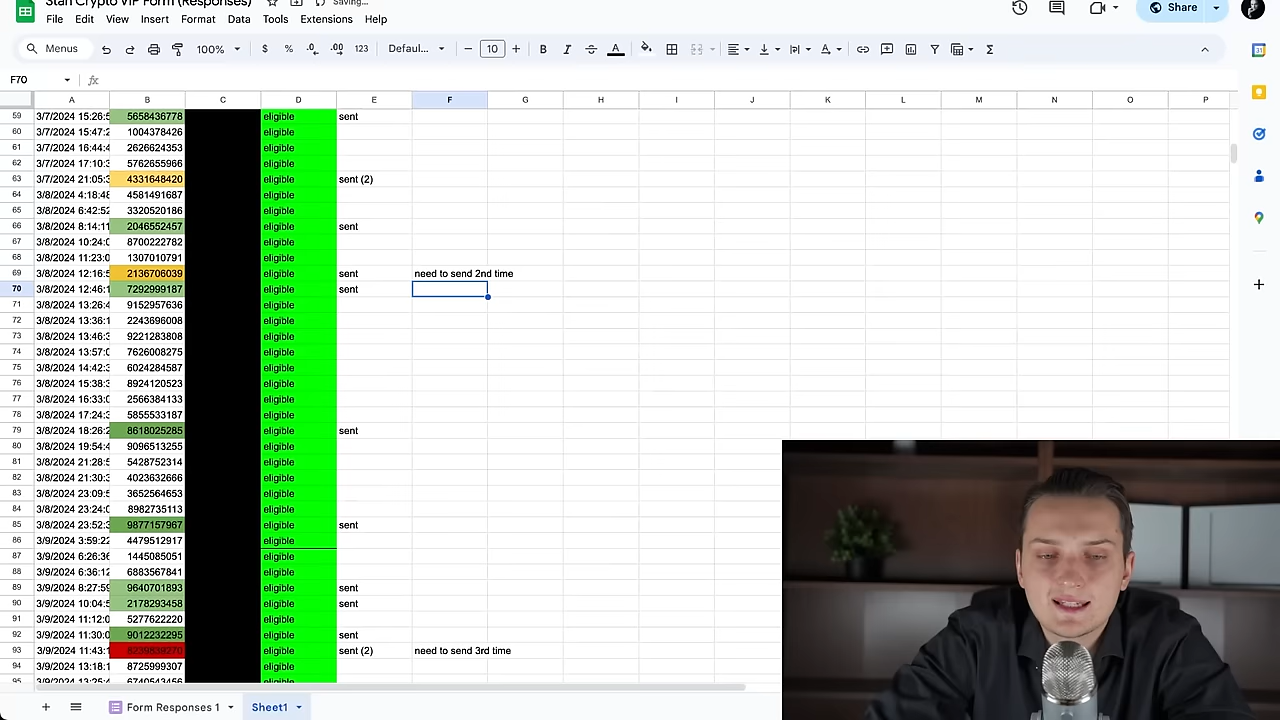 Stan Crypto VIP Form (Responses) Saving...
File Edit View Insert Format Data Tools Extensions Help
Share
Menus 100% $ % .0 .00 123 Defaul... 10 B I A
F70 fx
A B C D E F G H I J K L M N O P
59 3/7/2024 15:26:5 5658436778 eligible sent
60 3/7/2024 15:47:2 1004378426 eligible
61 3/7/2024 16:44:4 2626624353 eligible
62 3/7/2024 17:10:3 5762655966 eligible
63 3/7/2024 21:05:3 4331648420 eligible sent (2)
64 3/8/2024 4:18:48 4581491687 eligible
65 3/8/2024 6:42:52 3320520186 eligible
66 3/8/2024 8:14:11 2046552457 eligible sent
67 3/8/2024 10:24:0 8700222782 eligible
68 3/8/2024 11:23:0 1307010791 eligible
69 3/8/2024 12:16:5 2136706039 eligible sent need to send 2nd time
70 3/8/2024 12:46:1 7292999187 eligible sent
71 3/8/2024 13:26:4 9152957636 eligible
72 3/8/2024 13:36:1 2243696008 eligible
73 3/8/2024 13:46:3 9221283808 eligible
74 3/8/2024 13:57:0 7626008275 eligible
75 3/8/2024 14:42:3 6024284587 eligible
76 3/8/2024 15:38:3 8924120523 eligible
77 3/8/2024 16:33:0 2566384133 eligible
78 3/8/2024 17:24:3 5855533187 eligible
79 3/8/2024 18:26:2 8618025285 eligible sent
80 3/8/2024 19:54:4 9096513255 eligible
81 3/8/2024 21:28:5 5428752314 eligible
82 3/8/2024 21:30:3 4023632666 eligible
83 3/8/2024 23:09:5 3652564653 eligible
84 3/8/2024 23:24:0 8982735113 eligible
85 3/8/2024 23:52:3 9877157967 eligible sent
86 3/9/2024 3:59:22 4479512917 eligible
87 3/9/2024 6:26:36 1445085051 eligible
88 3/9/2024 6:36:12 6883567841 eligible
89 3/9/2024 8:27:59 9640701893 eligible sent
90 3/9/2024 10:04:5 2178293458 eligible sent
91 3/9/2024 11:12:0 5277622220 eligible
92 3/9/2024 11:30:0 9012232295 eligible sent
93 3/9/2024 11:43:1 8239839270 eligible sent (2) need to send 3rd time
94 3/9/2024 13:18:1 8725999307 eligible
95 3/9/2024 13:25:4 6740543456 eligible
Form Responses 1 Sheet1